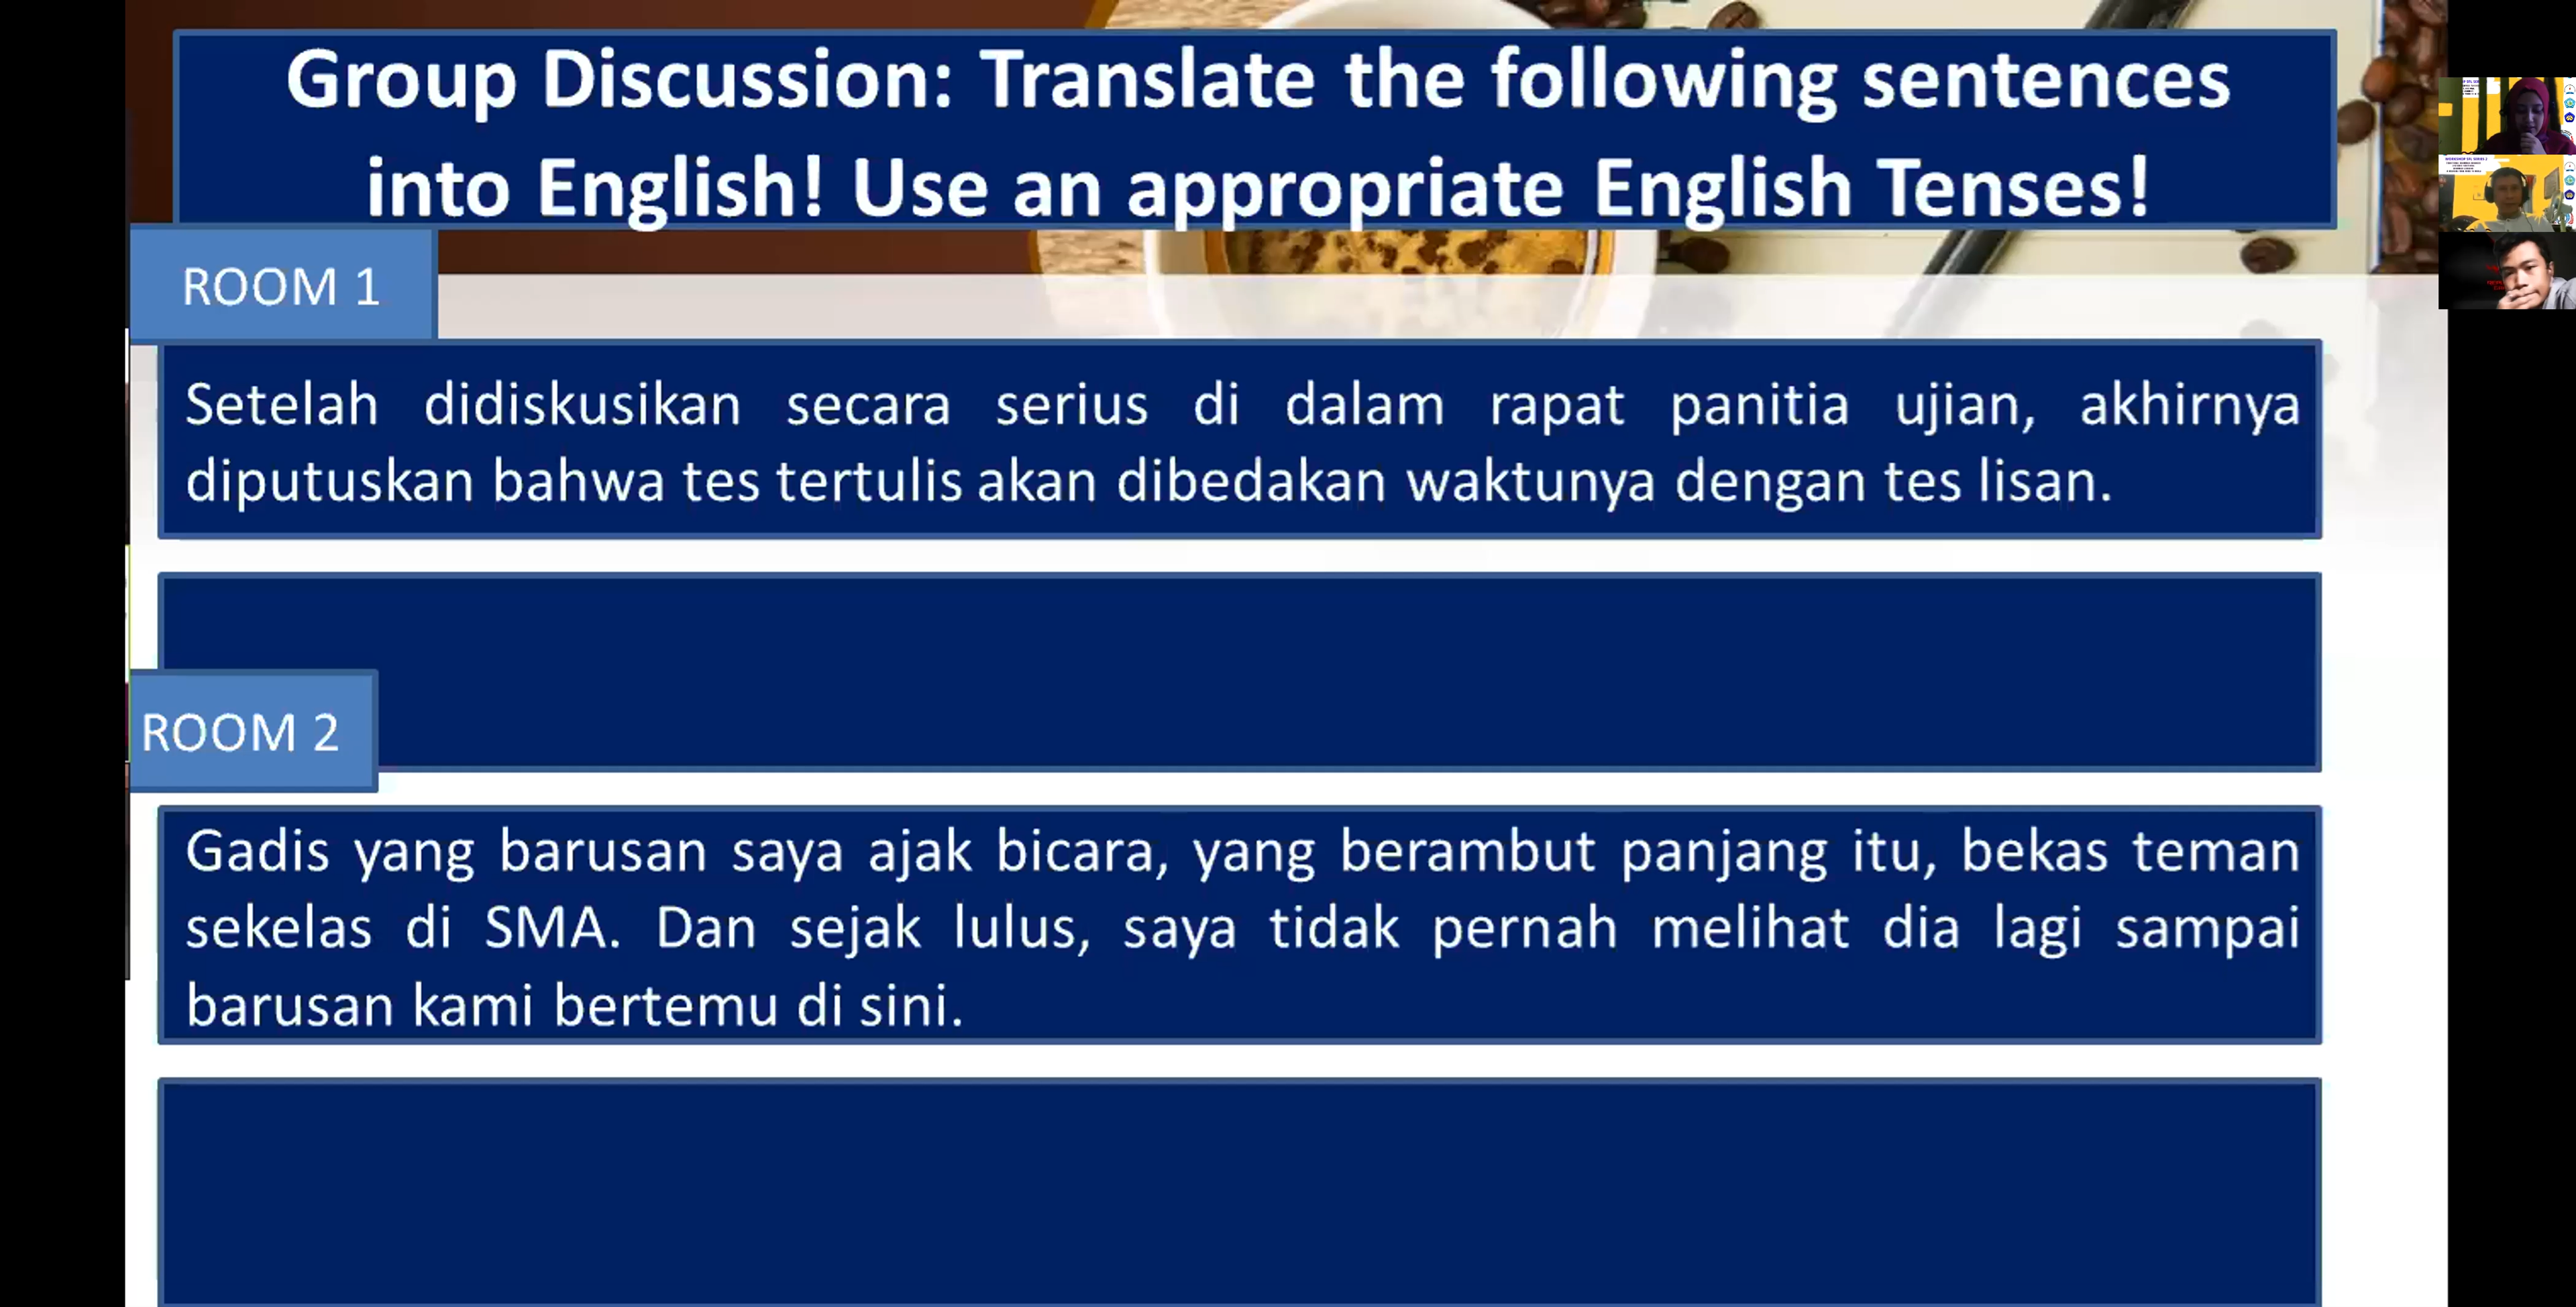 Group Discussion: Translate the following sentences
into English! Use an appropriate English Tenses!
ROOM 1
Setelah didiskusikan secara serius di dalam rapat panitia ujian, akhirnya
diputuskan bahwa tes tertulis akan dibedakan waktunya dengan tes lisan.
ROOM 2
Gadis yang barusan saya ajak bicara, yang berambut panjang itu, bekas teman
sekelas di SMA. Dan sejak lulus, saya tidak pernah melihat dia lagi sampai
barusan kami bertemu di sini.